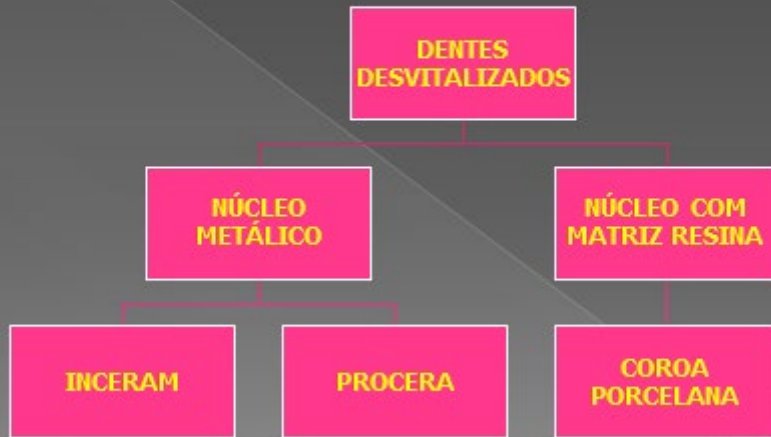 DENTES
DESVITALIZADOS
NÚCLEO
METÁLICO
NÚCLEO COM
MATRIZ RESINA
INCERAM
PROCERA
COROA
PORCELANA